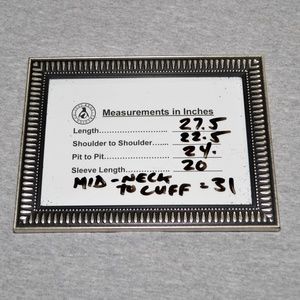 Measurements in Inches
Length.......................... 27.5
Shoulder to Shoulder...... 22.5
Pit to Pit........................ 24.
Sleeve Length................ 20
MID-NECK
TO CUFF = 31